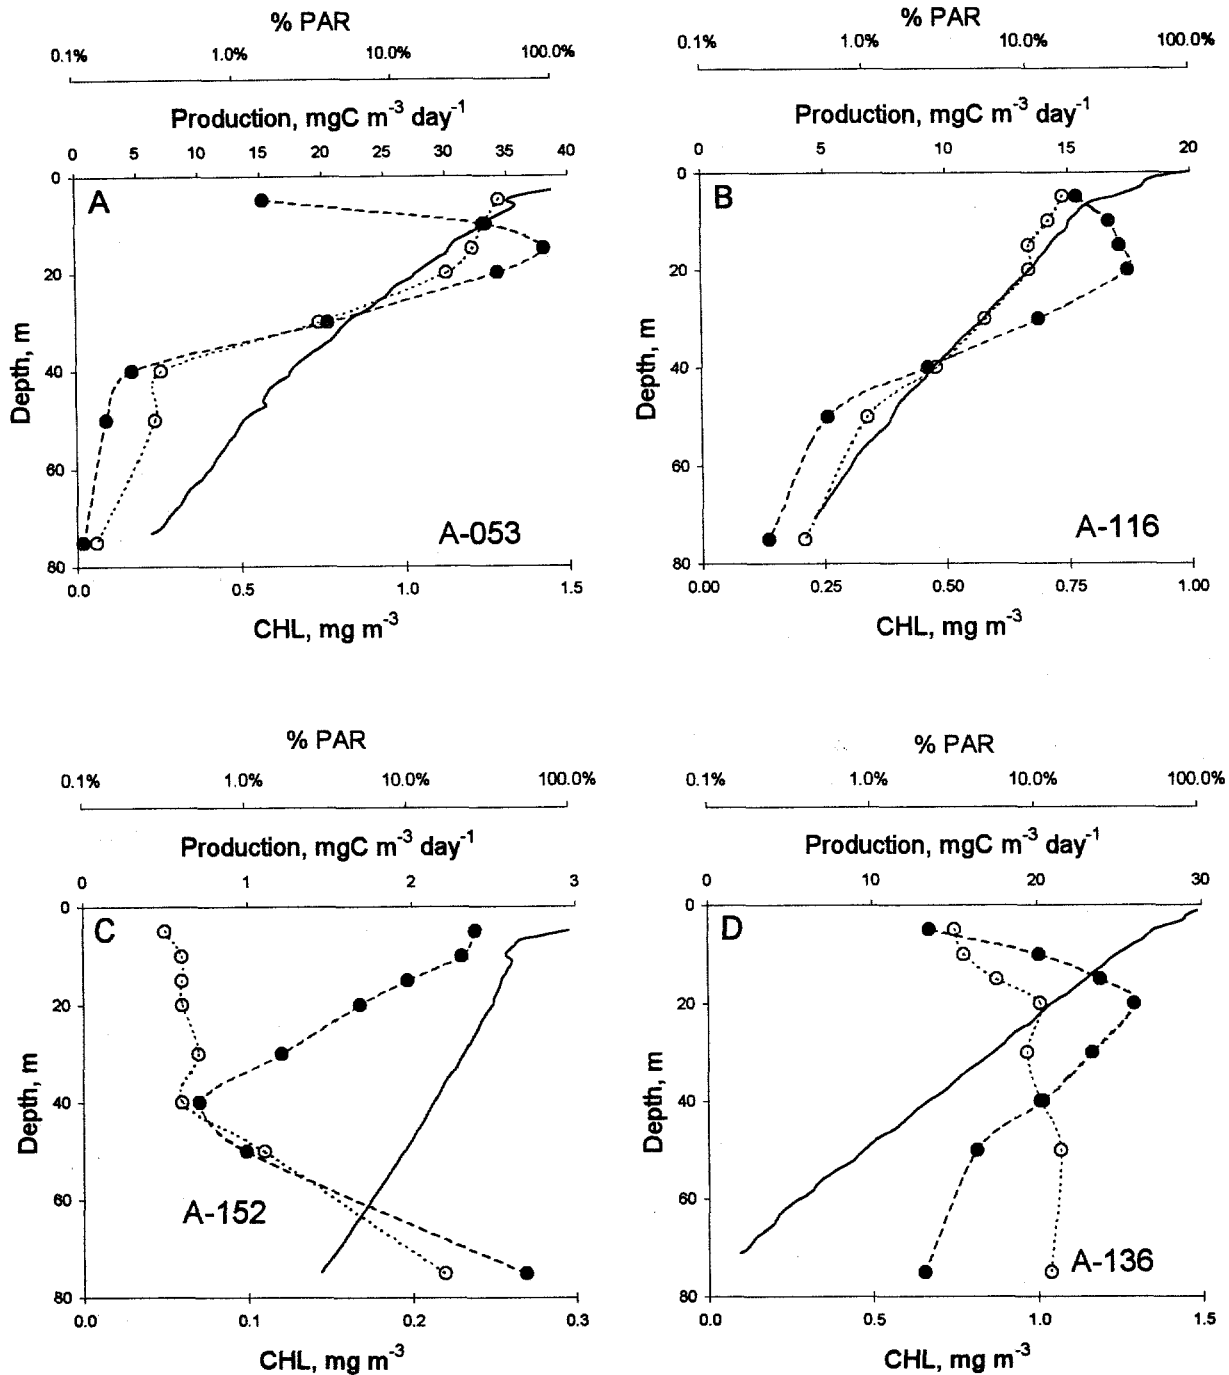 % PAR
0.1% 1.0% 10.0% 100.0%
Production, mgC m⁻³ day⁻¹
0 5 10 15 20 25 30 35 40
0
20
40
60
80
Depth, m
A
A-053
0.0 0.5 1.0 1.5
CHL, mg m⁻³
% PAR
0.1% 1.0% 10.0% 100.0%
Production, mgC m⁻³ day⁻¹
0 5 10 15 20
0
20
40
60
80
Depth, m
B
A-116
0.00 0.25 0.50 0.75 1.00
CHL, mg m⁻³
% PAR
0.1% 1.0% 10.0% 100.0%
Production, mgC m⁻³ day⁻¹
0 1 2 3
0
20
40
60
80
Depth, m
C
A-152
0.0 0.1 0.2 0.3
CHL, mg m⁻³
% PAR
0.1% 1.0% 10.0% 100.0%
Production, mgC m⁻³ day⁻¹
0 10 20 30
0
20
40
60
80
Depth, m
D
A-136
0.0 0.5 1.0 1.5
CHL, mg m⁻³